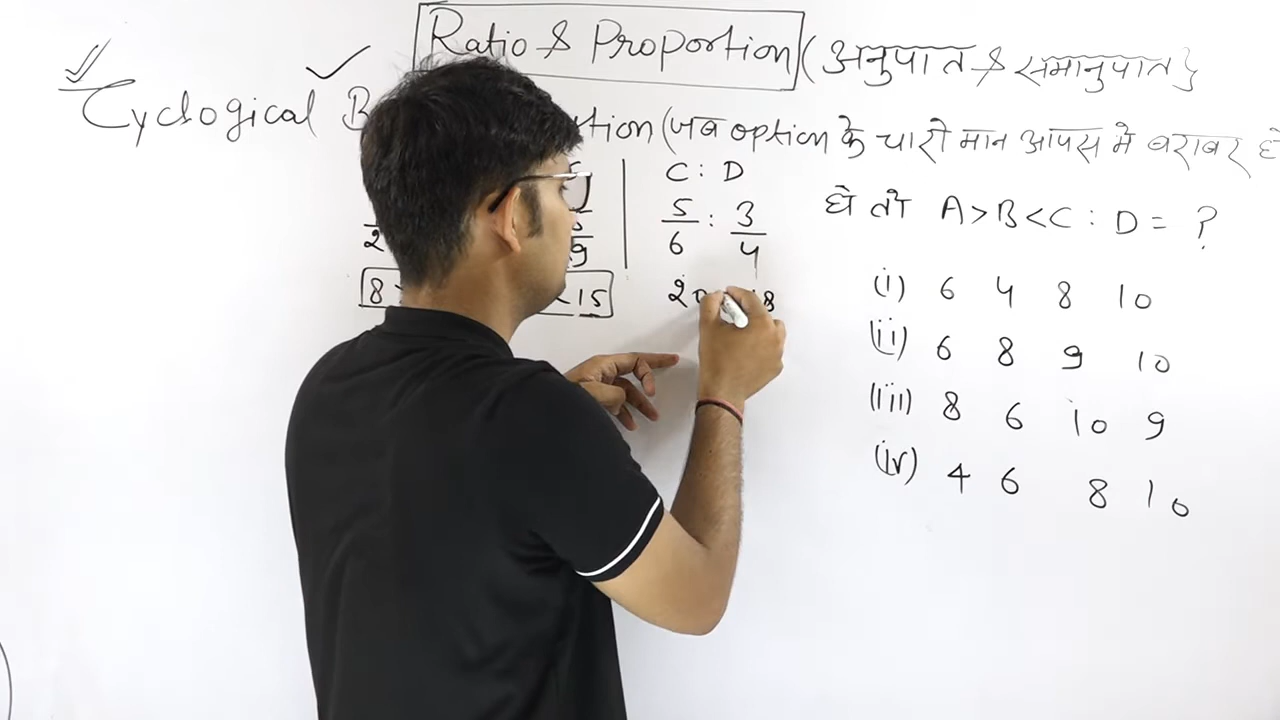 Ratio & Proportion (अनुपात & समानुपात}
Cyclogical B tion (जब option के चारो मान आपस मे बराबर हो
C : D
5/6 : 3/4
8 < 15
20 18
हो तो A > B < C : D = ?
(i) 6 4 8 10
(ii) 6 8 9 10
(iii) 8 6 10 9
(iv) 4 6 8 10